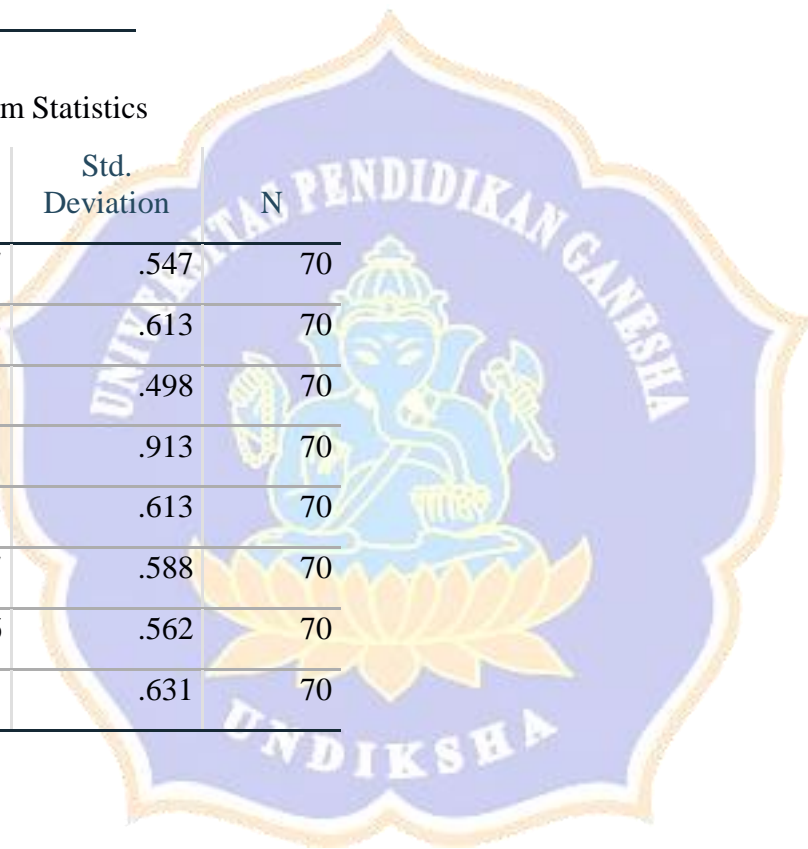 m Statistics
Std.
Deviation N
.547 70
.613 70
.498 70
.913 70
.613 70
.588 70
.562 70
.631 70
UNIVERSITAS PENDIDIKAN GANESHA
UNDIKSHA